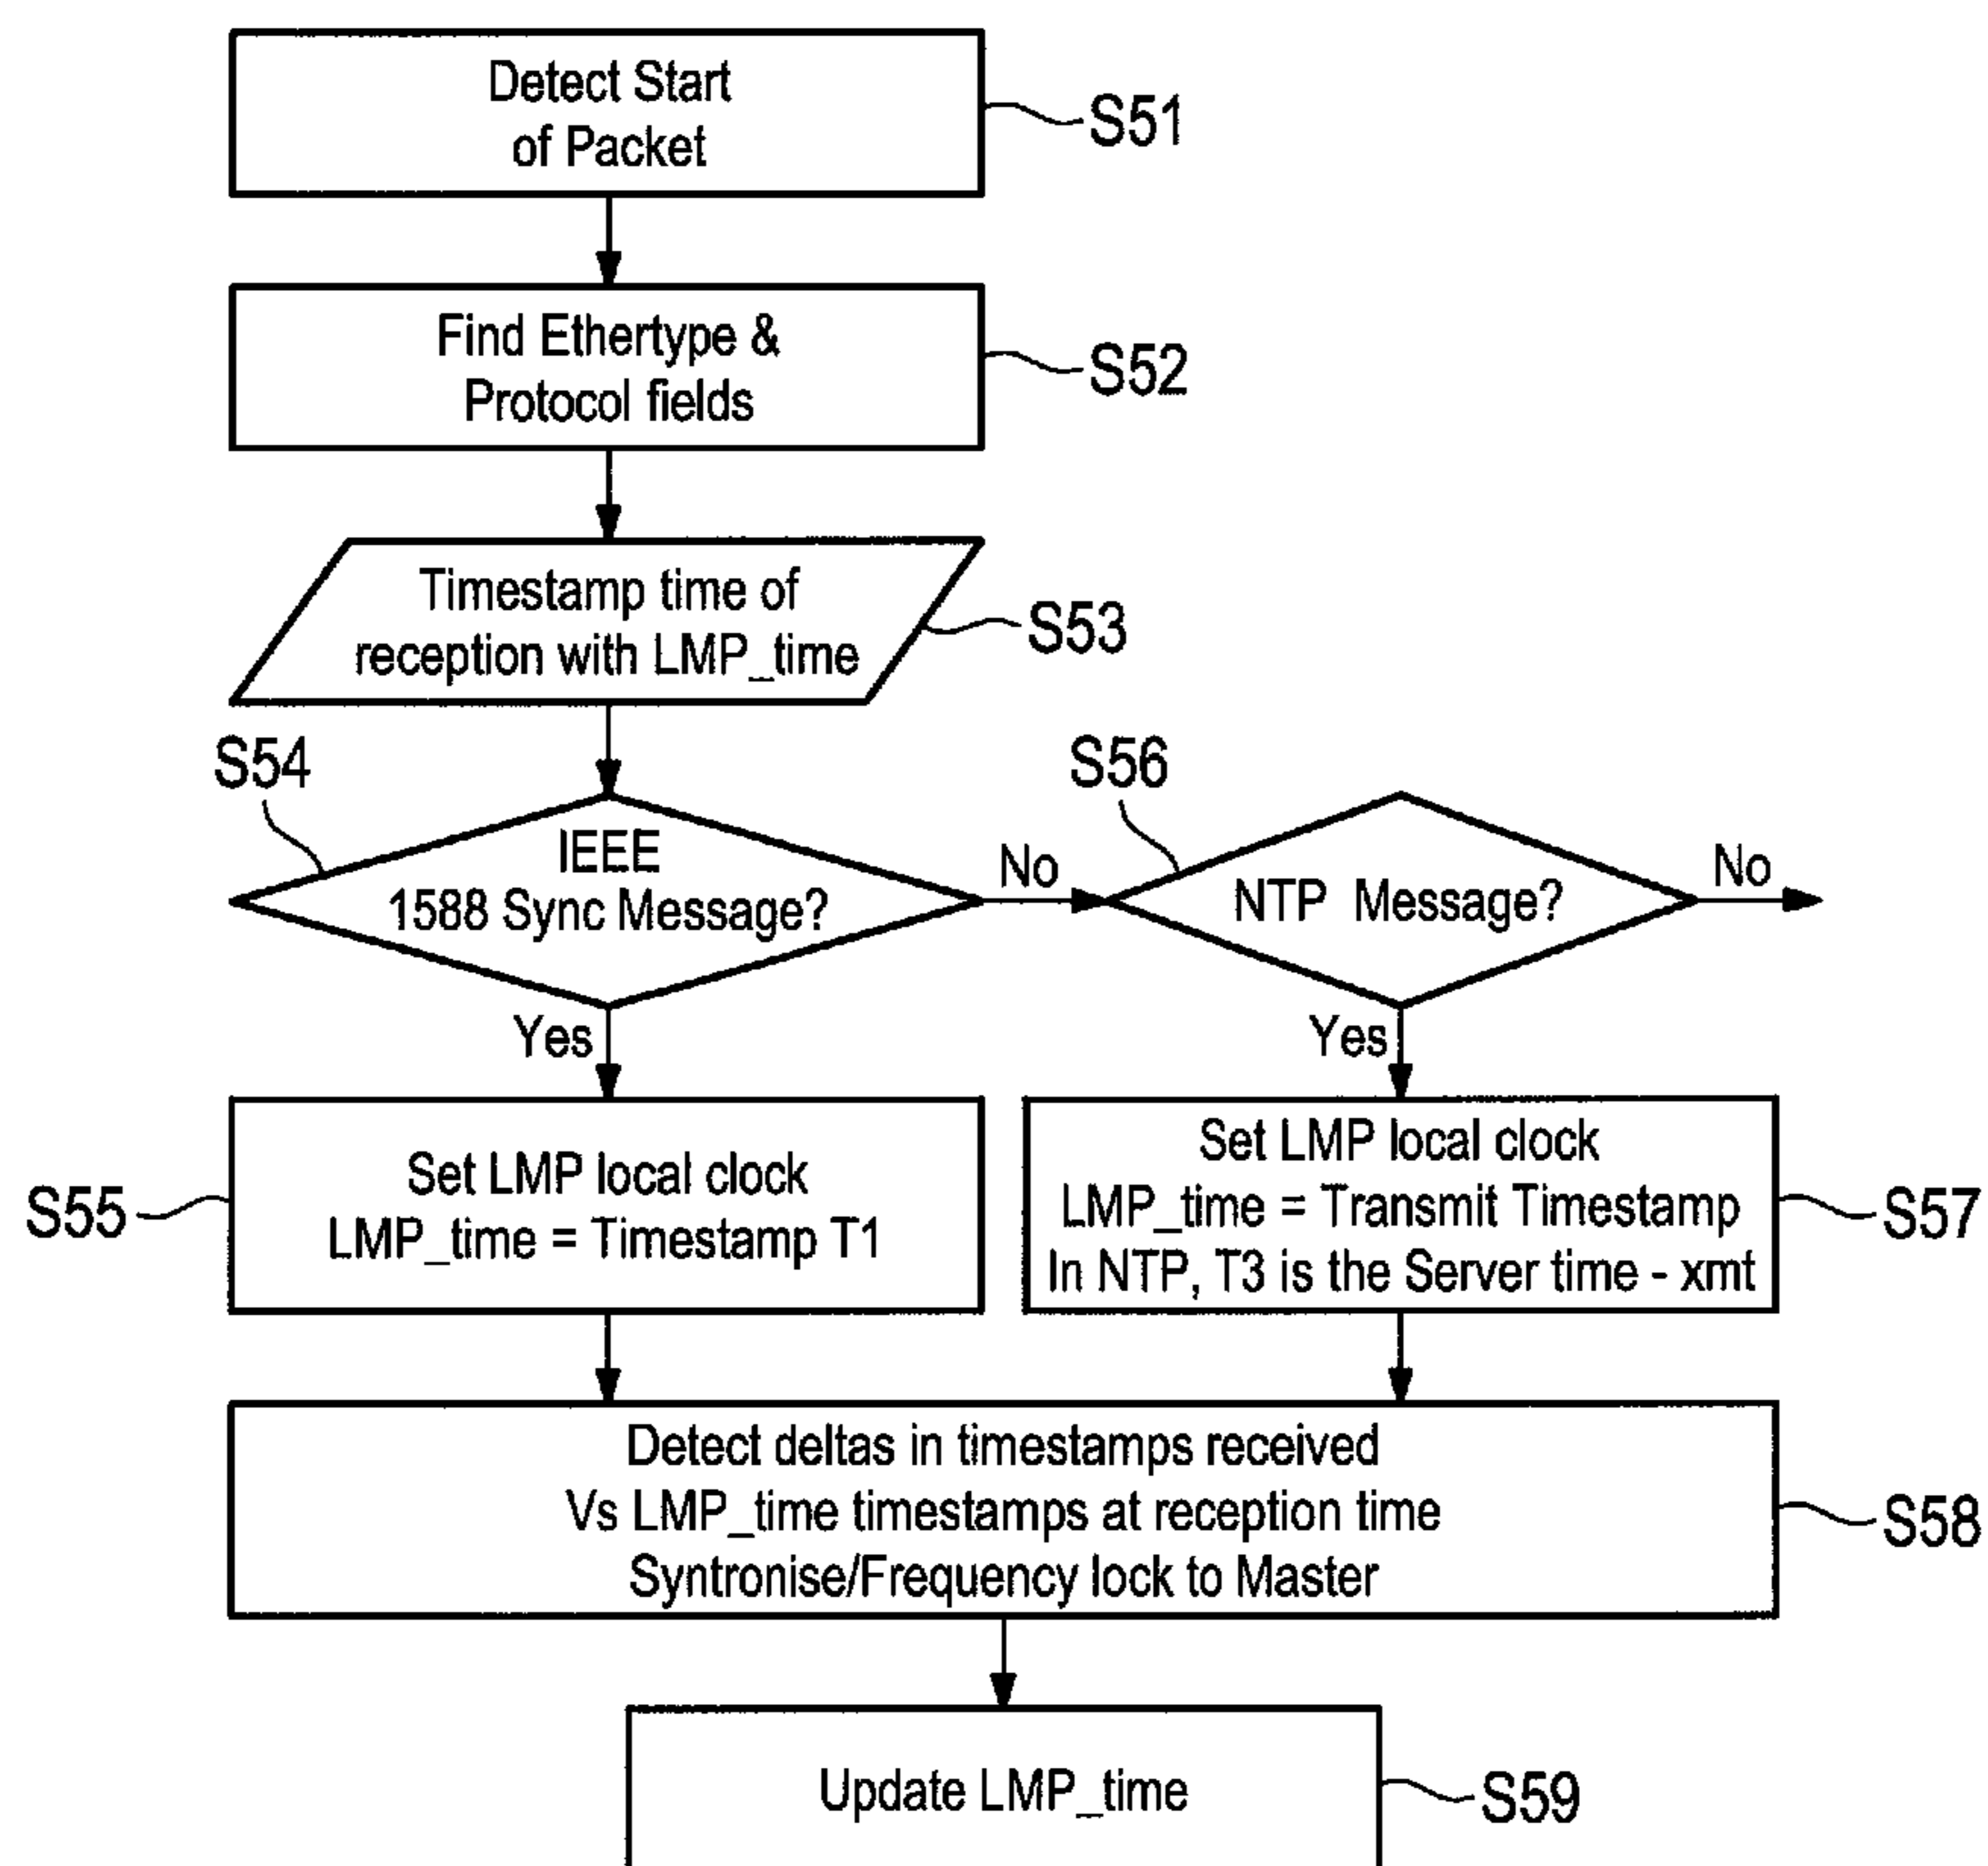 Detect Start
of Packet
S51
Find Ethertype &
Protocol fields
S52
Timestamp time of
reception with LMP_time
S53
S54
IEEE
1588 Sync Message?
No
Yes
S56
NTP  Message?
No
Yes
S55
Set LMP local clock
LMP_time = Timestamp T1
Set LMP local clock
LMP_time = Transmit Timestamp
In NTP, T3 is the Server time - xmt
S57
Detect deltas in timestamps received
Vs LMP_time timestamps at reception time
Syntronise/Frequency lock to Master
S58
Update LMP_time
S59